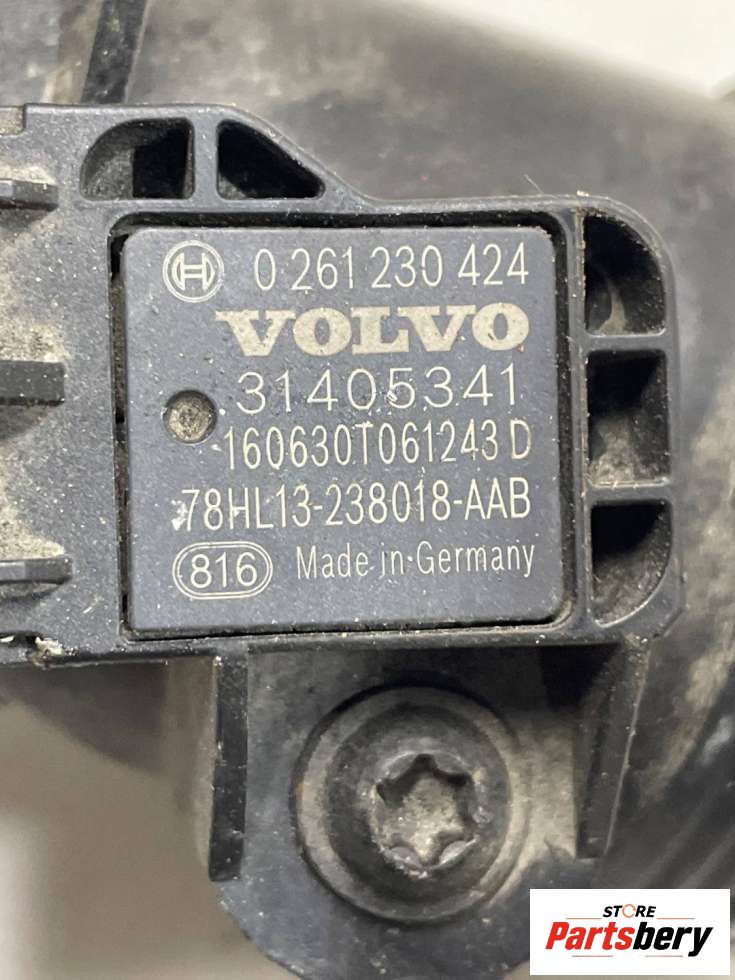 0 261 230 424
VOLVO
31405341
160630T061243 D
78HL13-238018-AAB
816 Made in Germany
STORE
Partsbery